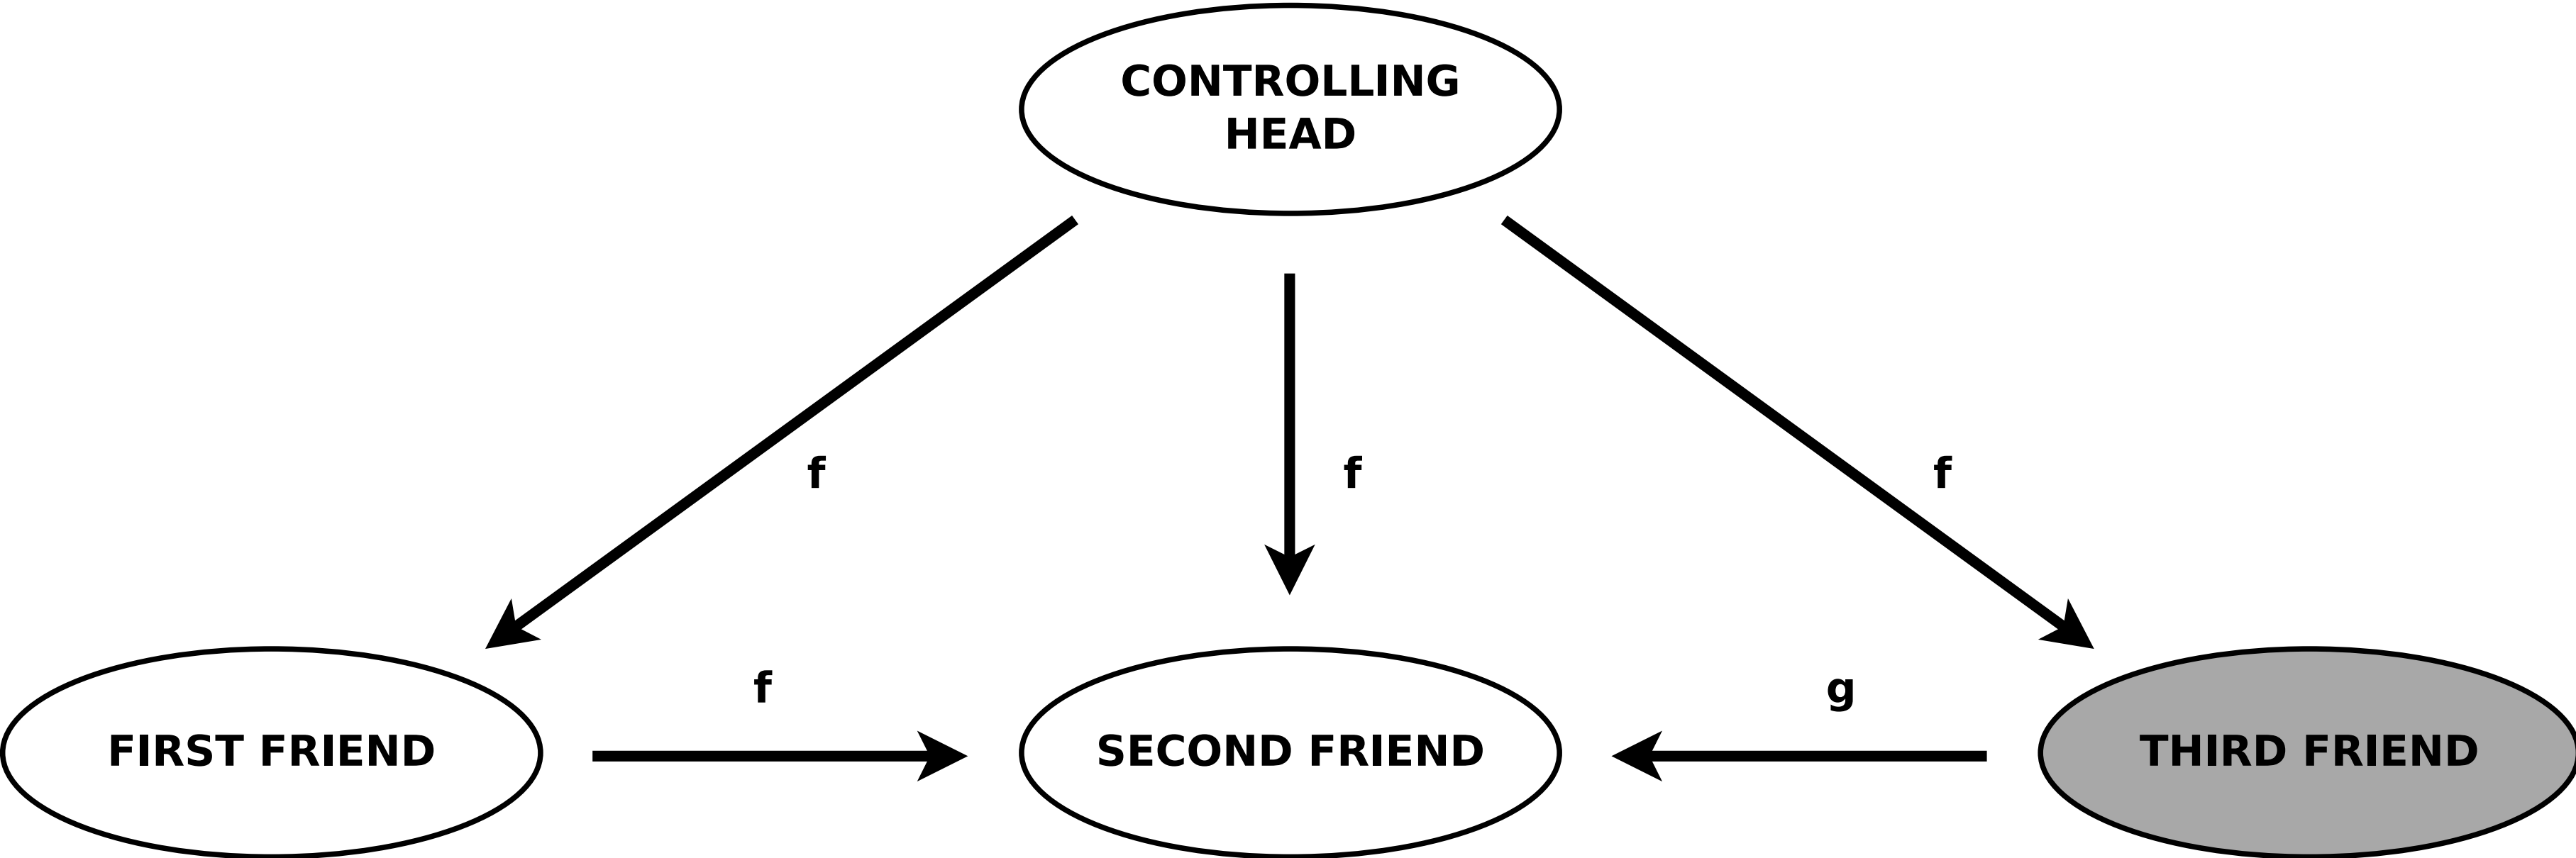 CONTROLLING
HEAD
f
f
f
f
g
FIRST FRIEND
SECOND FRIEND
THIRD FRIEND